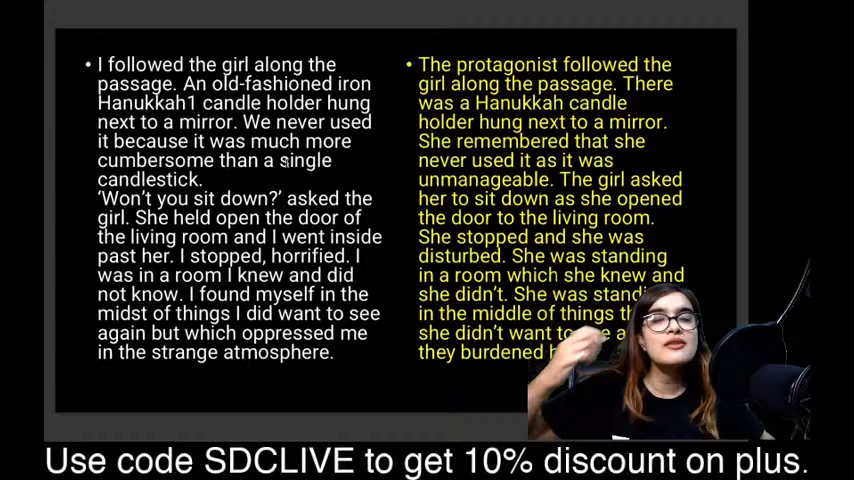 • I followed the girl along the
passage. An old-fashioned iron
Hanukkah1 candle holder hung
next to a mirror. We never used
it because it was much more
cumbersome than a single
candlestick.
‘Won’t you sit down?’ asked the
girl. She held open the door of
the living room and I went inside
past her. I stopped, horrified. I
was in a room I knew and did
not know. I found myself in the
midst of things I did want to see
again but which oppressed me
in the strange atmosphere.
• The protagonist followed the
girl along the passage. There
was a Hanukkah candle
holder hung next to a mirror.
She remembered that she
never used it as it was
unmanageable. The girl asked
her to sit down as she opened
the door to the living room.
She stopped and she was
disturbed. She was standing
in a room which she knew and
she didn’t. She was
in the middle of things
she didn’t want
they burdened
Use code SDCLIVE to get 10% discount on plus.